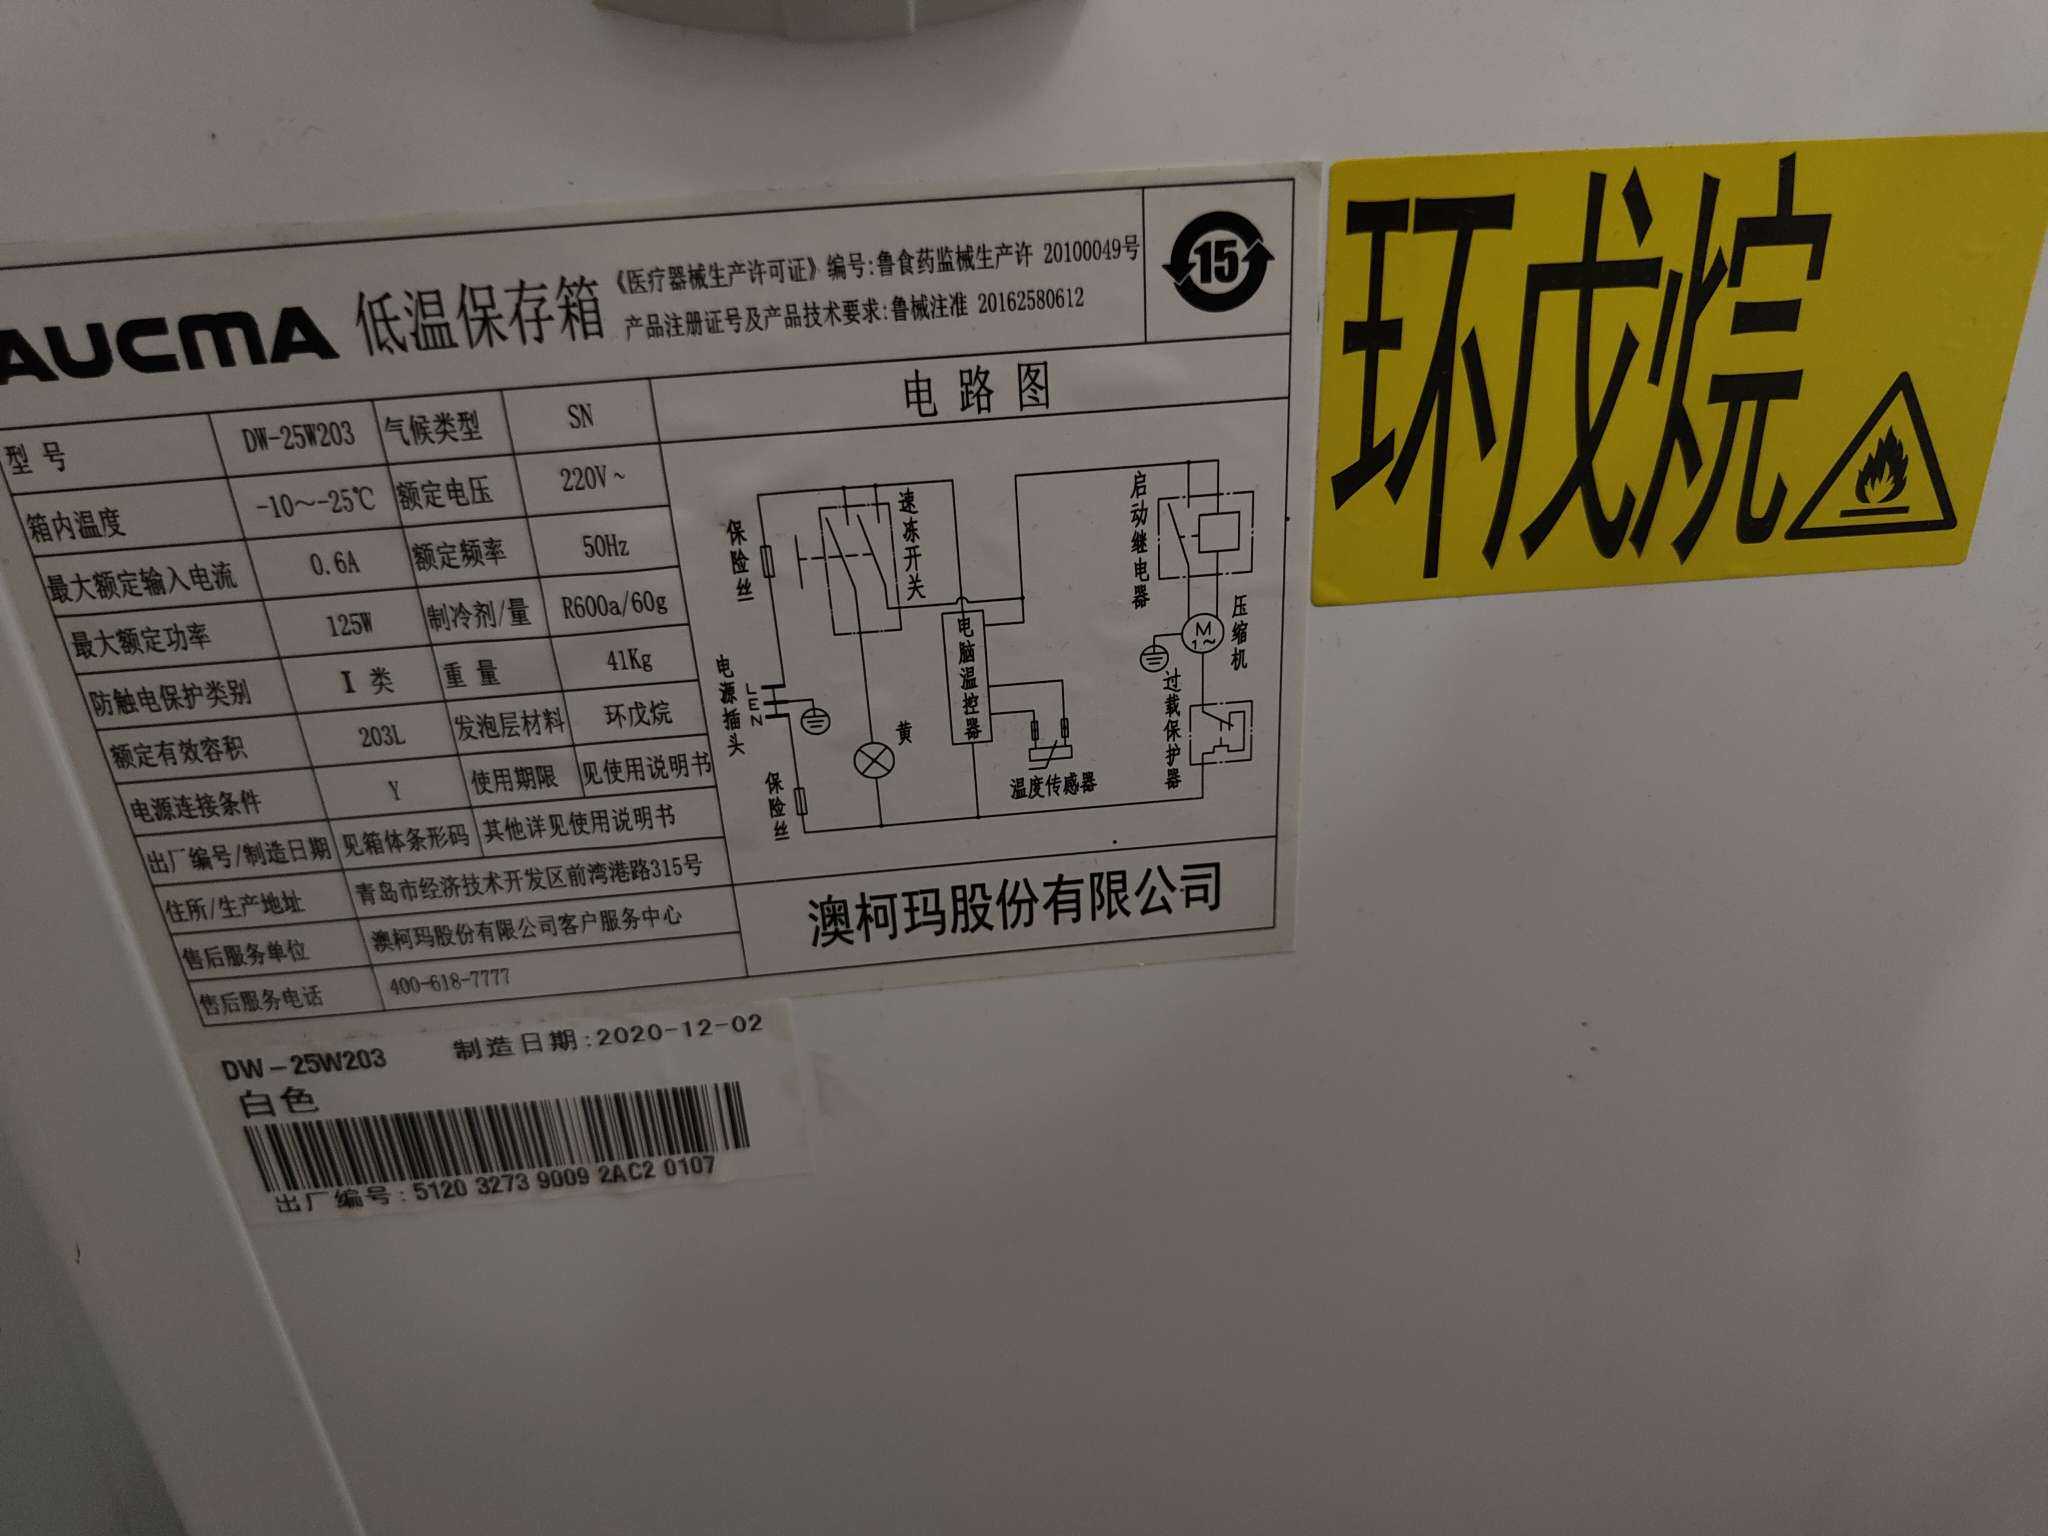 AUCMA 低温保存箱
《医疗器械生产许可证》编号:鲁食药监械生产许 20100049号
产品注册证号及产品技术要求:鲁械注准 20162580612
15
型号 DW-25W203 气候类型 SN
箱内温度 -10~-25℃ 额定电压 220V~
最大额定输入电流 0.6A 额定频率 50Hz
最大额定功率 125W 制冷剂/量 R600a/60g
防触电保护类别 I 类 重量 41Kg
额定有效容积 203L 发泡层材料 环戊烷
电源连接条件 Y 使用期限 见使用说明书
出厂编号/制造日期 见箱体条形码 其他详见使用说明书
住所/生产地址 青岛市经济技术开发区前湾港路315号
售后服务单位 澳柯玛股份有限公司客户服务中心
售后服务电话 400-618-7777
电路图
保险丝
速冻开关
启动继电器
电源插头
L
E
N
黄
保险丝
电脑温控器
温度传感器
M
1~
压缩机
过载保护器
澳柯玛股份有限公司
环戊烷
DW-25W203 制造日期:2020-12-02
白色
出厂编号:5120 3273 9009 2AC2 0107